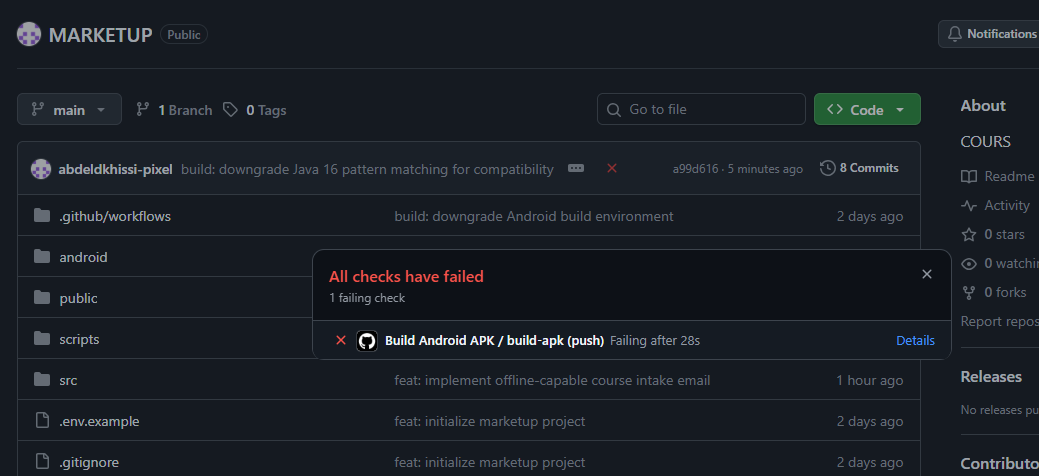 MARKETUP Public
Notifications
main 1 Branch 0 Tags Go to file Code
About
COURS
abdeldkhissi-pixel build: downgrade Java 16 pattern matching for compatibility a99d616 · 5 minutes ago 8 Commits
Readme
.github/workflows build: downgrade Android build environment 2 days ago
Activity
0 stars
android
All checks have failed
0
1 failing check
public
0 forks
Report
scripts
Build Android APK / build-apk (push) Failing after 28s Details
src feat: implement offline-capable course intake email 1 hour ago
Releases
No releases
.env.example feat: initialize marketup project 2 days ago
.gitignore feat: initialize marketup project 2 days ago